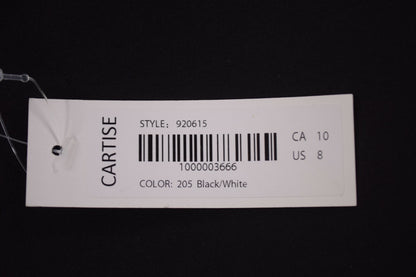 CARTISE
STYLE: 920615
1000003666
COLOR: 205 Black/White
CA 10
US 8